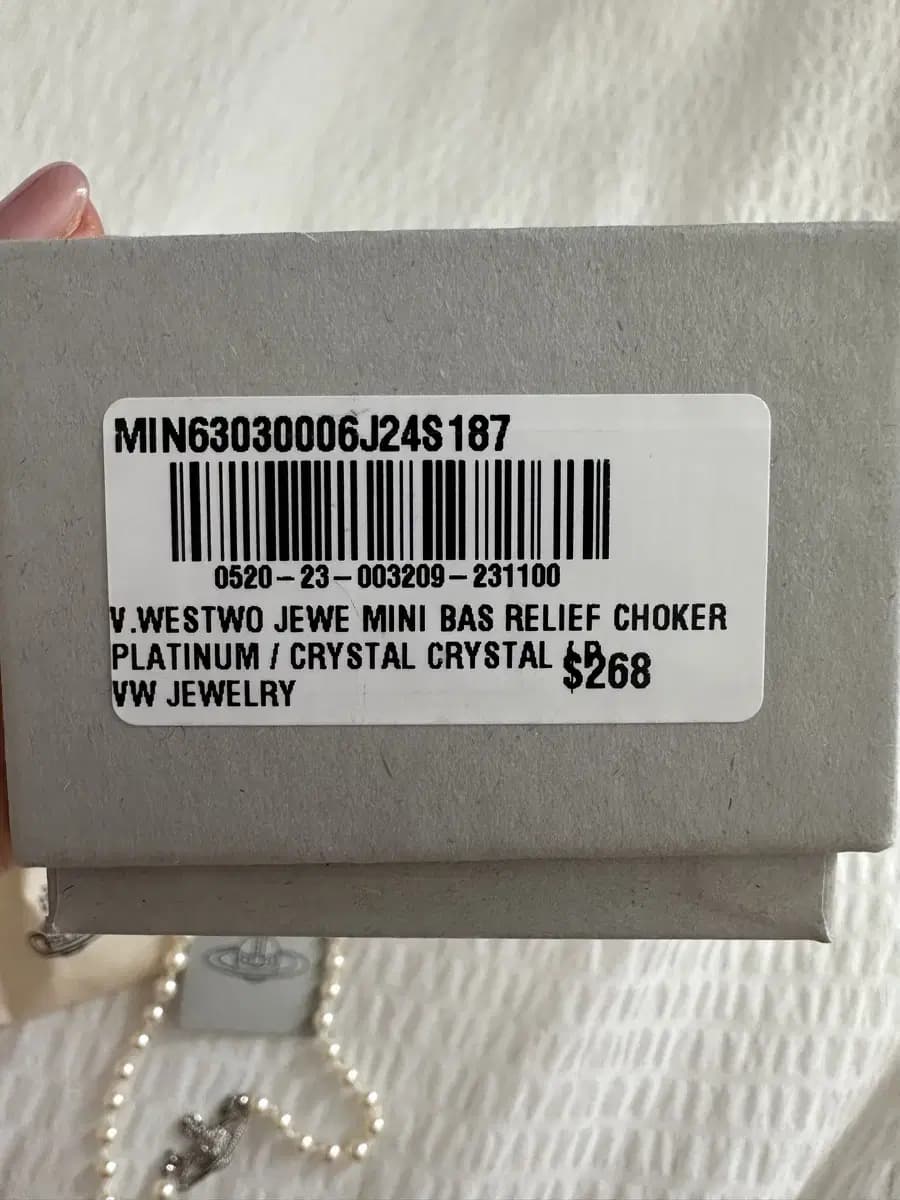 MIN63030006J24S187
0520-23-003209-231100
V.WESTWO JEWE MINI BAS RELIEF CHOKER
PLATINUM / CRYSTAL CRYSTAL
$268
VW JEWELRY